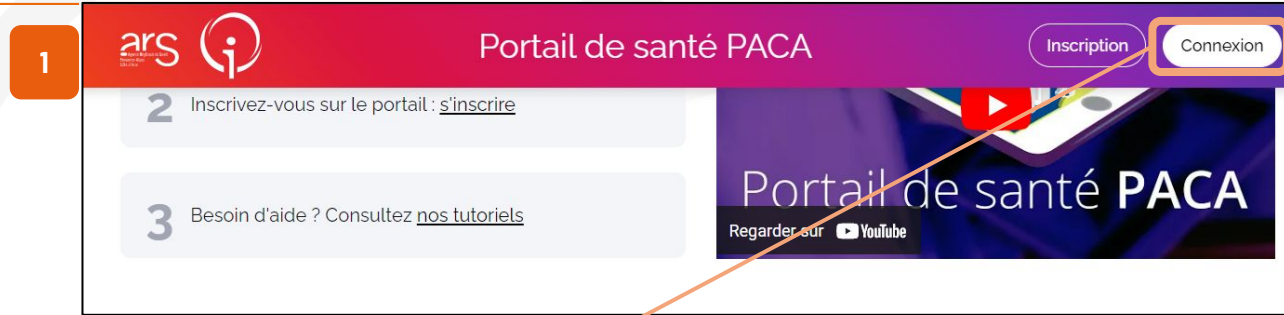 1
ars
Portail de santé PACA
Inscription
Connexion
2 Inscrivez-vous sur le portail : s'inscrire
3 Besoin d'aide ? Consultez nos tutoriels
Portail de santé PACA
Regarder sur YouTube